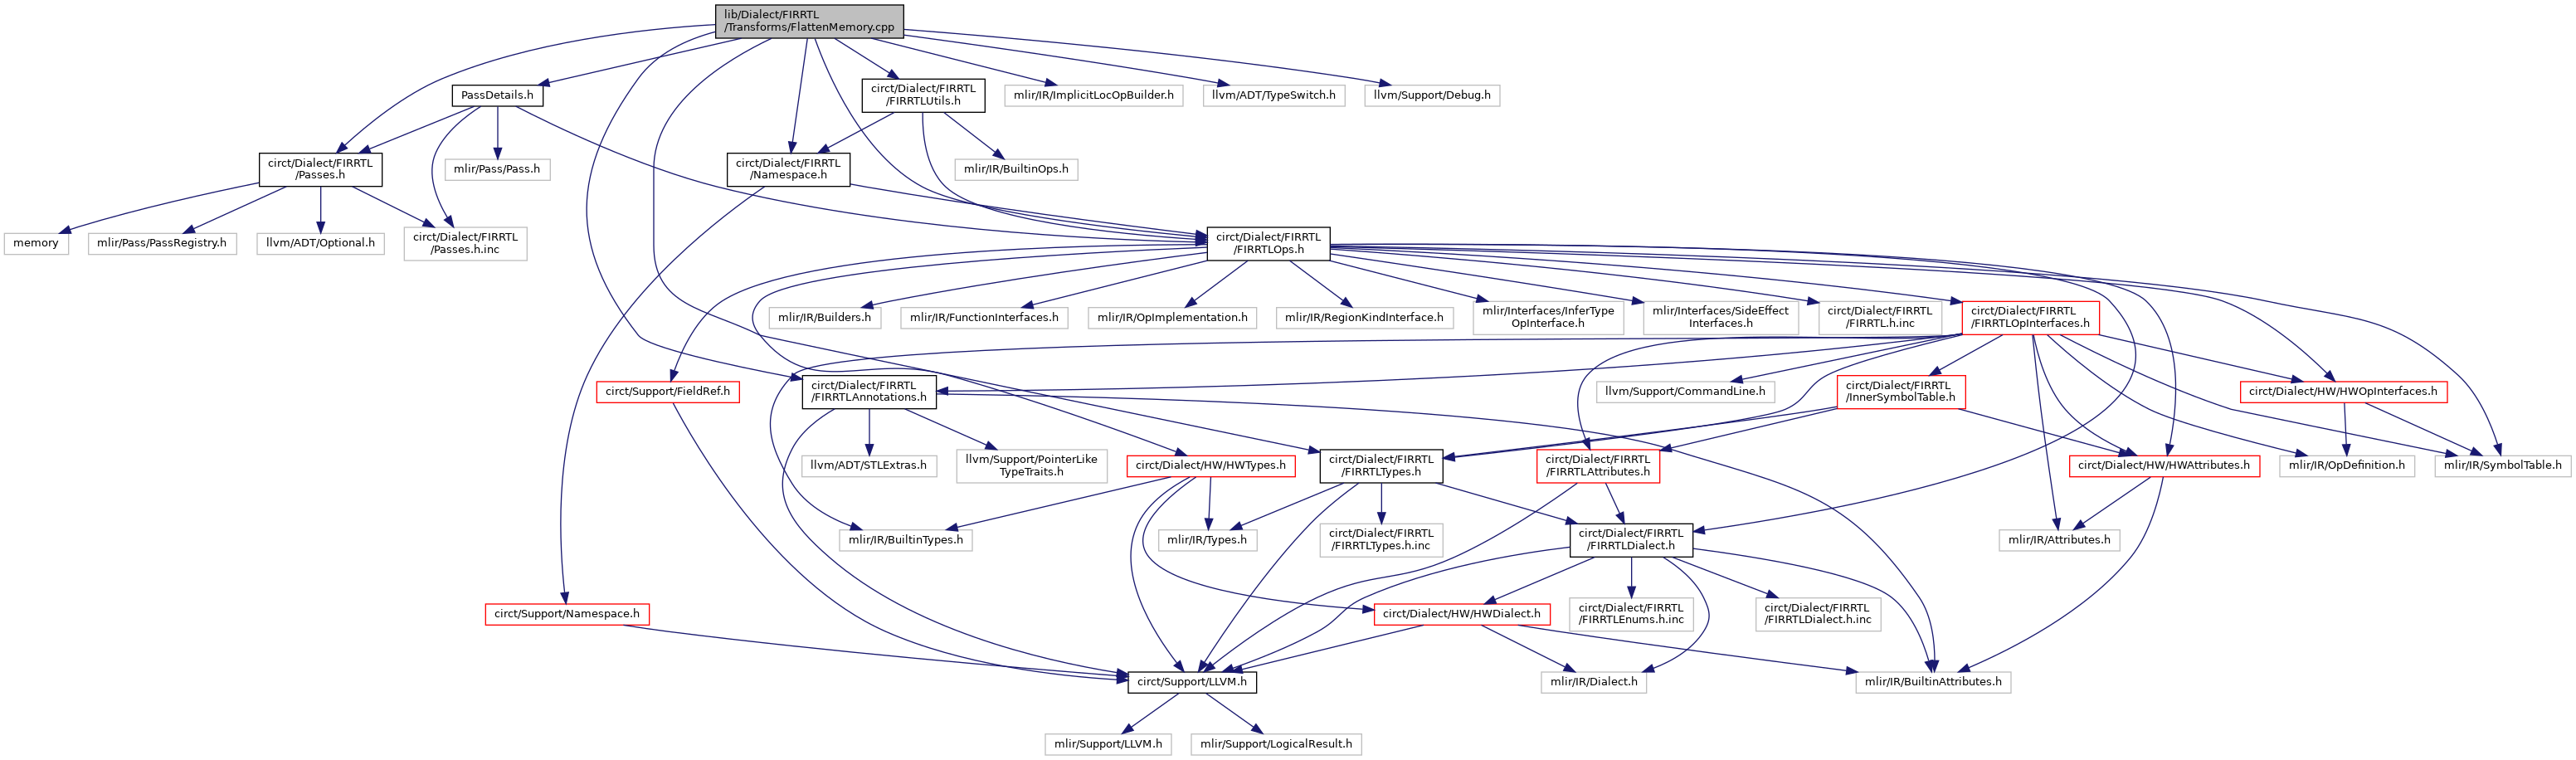 lib/Dialect/FIRRTL
/Transforms/FlattenMemory.cpp
PassDetails.h
circt/Dialect/FIRRTL
/FIRRTLUtils.h
mlir/IR/ImplicitLocOpBuilder.h
llvm/ADT/TypeSwitch.h
llvm/Support/Debug.h
circt/Dialect/FIRRTL
/Passes.h
mlir/Pass/Pass.h
circt/Dialect/FIRRTL
/Namespace.h
mlir/IR/BuiltinOps.h
memory
mlir/Pass/PassRegistry.h
llvm/ADT/Optional.h
circt/Dialect/FIRRTL
/Passes.h.inc
circt/Dialect/FIRRTL
/FIRRTLOps.h
mlir/IR/Builders.h
mlir/IR/FunctionInterfaces.h
mlir/IR/OpImplementation.h
mlir/IR/RegionKindInterface.h
mlir/Interfaces/InferType
OpInterface.h
mlir/Interfaces/SideEffect
Interfaces.h
circt/Dialect/FIRRTL
/FIRRTL.h.inc
circt/Dialect/FIRRTL
/FIRRTLOpInterfaces.h
circt/Support/FieldRef.h
circt/Dialect/FIRRTL
/FIRRTLAnnotations.h
llvm/Support/CommandLine.h
circt/Dialect/FIRRTL
/InnerSymbolTable.h
circt/Dialect/HW/HWOpInterfaces.h
llvm/ADT/STLExtras.h
llvm/Support/PointerLike
TypeTraits.h
circt/Dialect/HW/HWTypes.h
circt/Dialect/FIRRTL
/FIRRTLTypes.h
circt/Dialect/FIRRTL
/FIRRTLAttributes.h
circt/Dialect/HW/HWAttributes.h
mlir/IR/OpDefinition.h
mlir/IR/SymbolTable.h
mlir/IR/BuiltinTypes.h
mlir/IR/Types.h
circt/Dialect/FIRRTL
/FIRRTLTypes.h.inc
circt/Dialect/FIRRTL
/FIRRTLDialect.h
mlir/IR/Attributes.h
circt/Support/Namespace.h
circt/Dialect/HW/HWDialect.h
circt/Dialect/FIRRTL
/FIRRTLEnums.h.inc
circt/Dialect/FIRRTL
/FIRRTLDialect.h.inc
circt/Support/LLVM.h
mlir/IR/Dialect.h
mlir/IR/BuiltinAttributes.h
mlir/Support/LLVM.h
mlir/Support/LogicalResult.h